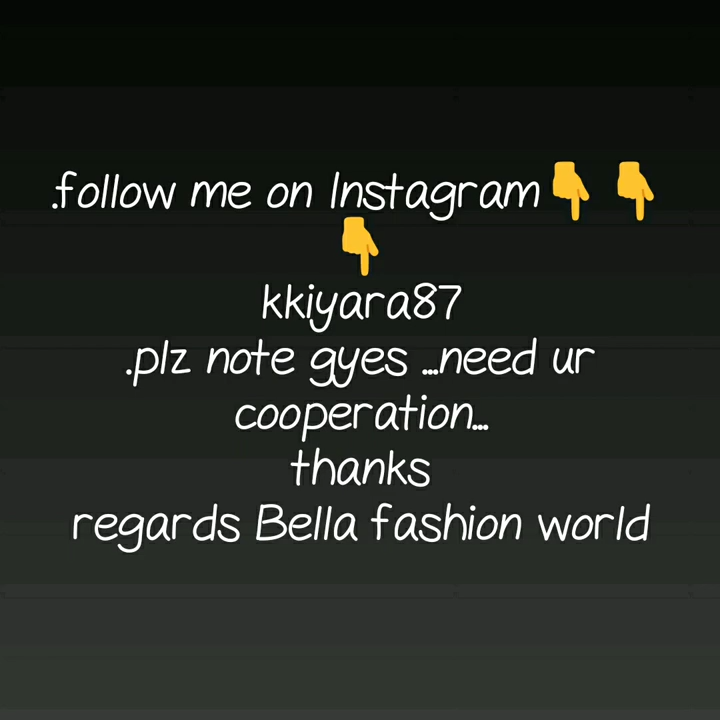 .follow me on Instagram👇 👇
👇
kkiyara87
.plz note gyes ...need ur
cooperation...
thanks
regards Bella fashion world